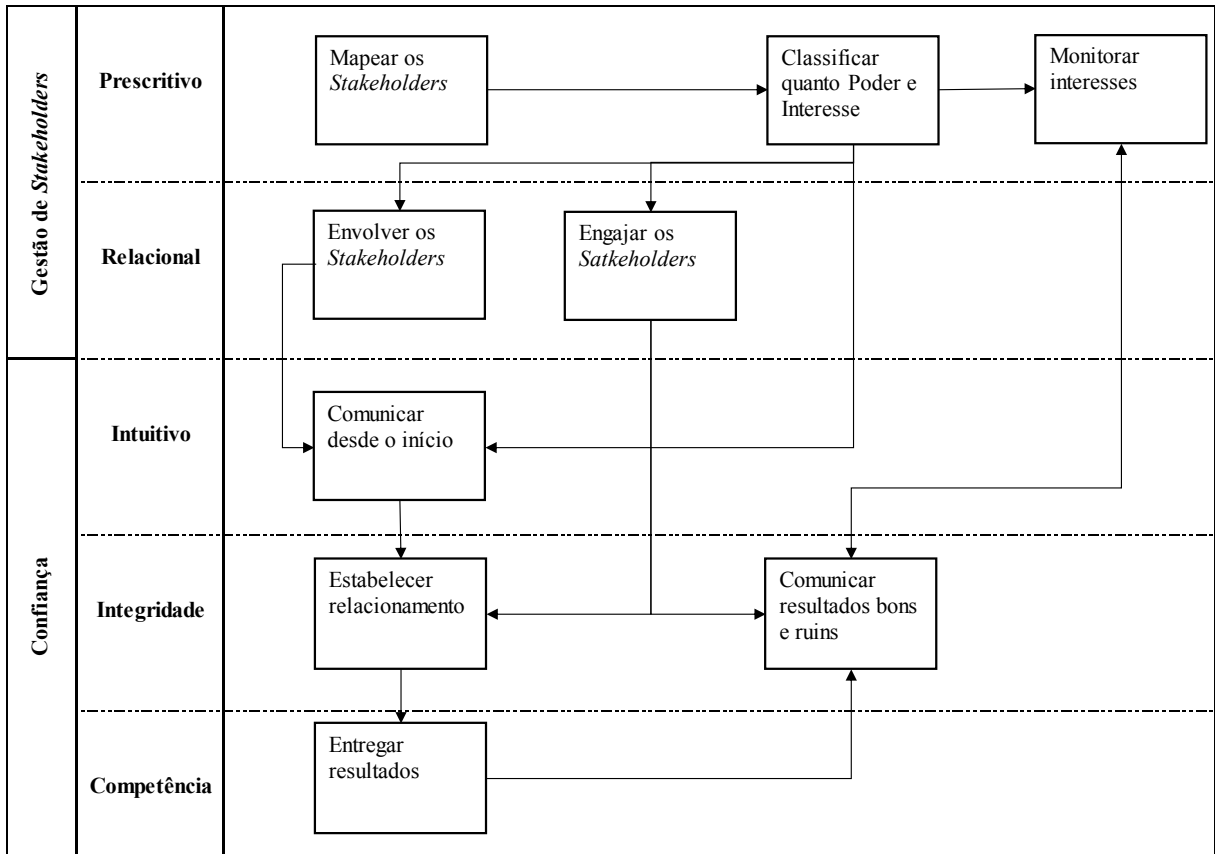 Gestão de Stakeholders
Prescritivo
Mapear os
Stakeholders
Classificar
quanto Poder e
Interesse
Monitorar
interesses
Relacional
Envolver os
Stakeholders
Engajar os
Satkeholders
Confiança
Intuitivo
Comunicar
desde o início
Integridade
Estabelecer
relacionamento
Comunicar
resultados bons
e ruins
Competência
Entregar
resultados